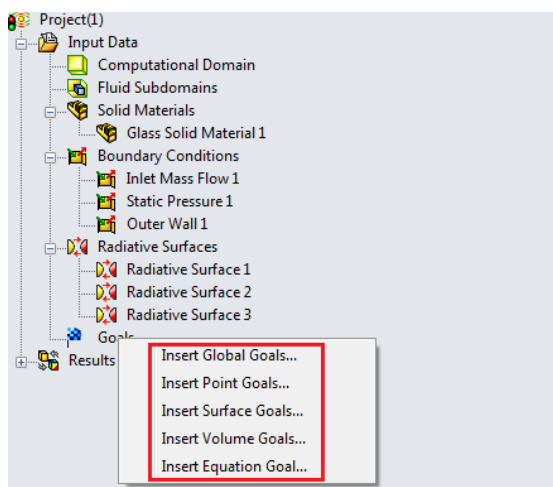 Project(1)
Input Data
Computational Domain
Fluid Subdomains
Solid Materials
Glass Solid Material 1
Boundary Conditions
Inlet Mass Flow 1
Static Pressure 1
Outer Wall 1
Radiative Surfaces
Radiative Surface 1
Radiative Surface 2
Radiative Surface 3
Goals
Results
Insert Global Goals...
Insert Point Goals...
Insert Surface Goals...
Insert Volume Goals...
Insert Equation Goal...